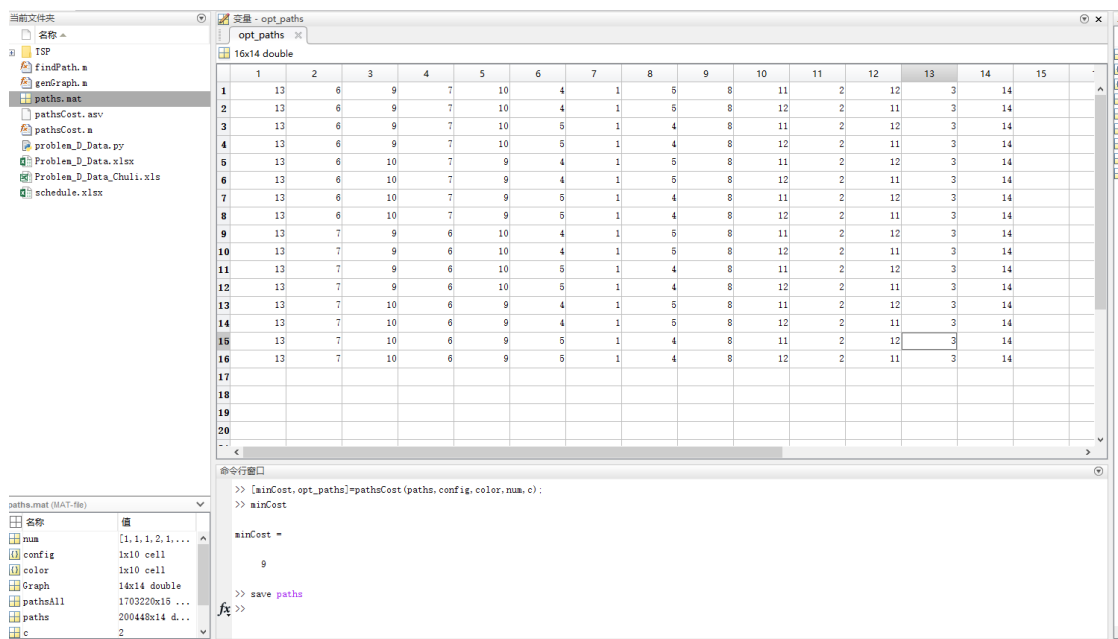 当前文件夹
名称
TSP
findPath.m
genGraph.m
paths.mat
pathsCost.asv
pathsCost.m
problem_D_Data.py
Problem_D_Data.xlsx
Problem_D_Data_Chuli.xls
schedule.xlsx
paths.mat (MAT-file)
名称 值
num [1,1,1,2,1,...
config 1x10 cell
color 1x10 cell
Graph 14x14 double
pathsAll 1703220x15 ...
paths 200448x14 d...
c 2
变量 - opt_paths
opt_paths
16x14 double
1 2 3 4 5 6 7 8 9 10 11 12 13 14 15
1 13 6 9 7 10 4 1 5 8 11 2 12 3 14
2 13 6 9 7 10 4 1 5 8 12 2 11 3 14
3 13 6 9 7 10 5 1 4 8 11 2 12 3 14
4 13 6 9 7 10 5 1 4 8 12 2 11 3 14
5 13 6 10 7 9 4 1 5 8 11 2 12 3 14
6 13 6 10 7 9 4 1 5 8 12 2 11 3 14
7 13 6 10 7 9 5 1 4 8 11 2 12 3 14
8 13 6 10 7 9 5 1 4 8 12 2 11 3 14
9 13 7 9 6 10 4 1 5 8 11 2 12 3 14
10 13 7 9 6 10 4 1 5 8 12 2 11 3 14
11 13 7 9 6 10 5 1 4 8 11 2 12 3 14
12 13 7 9 6 10 5 1 4 8 12 2 11 3 14
13 13 7 10 6 9 4 1 5 8 11 2 12 3 14
14 13 7 10 6 9 4 1 5 8 12 2 11 3 14
15 13 7 10 6 9 5 1 4 8 11 2 12 3 14
16 13 7 10 6 9 5 1 4 8 12 2 11 3 14
17
18
19
20
命令行窗口
>> [minCost,opt_paths]=pathsCost(paths,config,color,num,c);
>> minCost
minCost =
9
>> save paths
fx >>